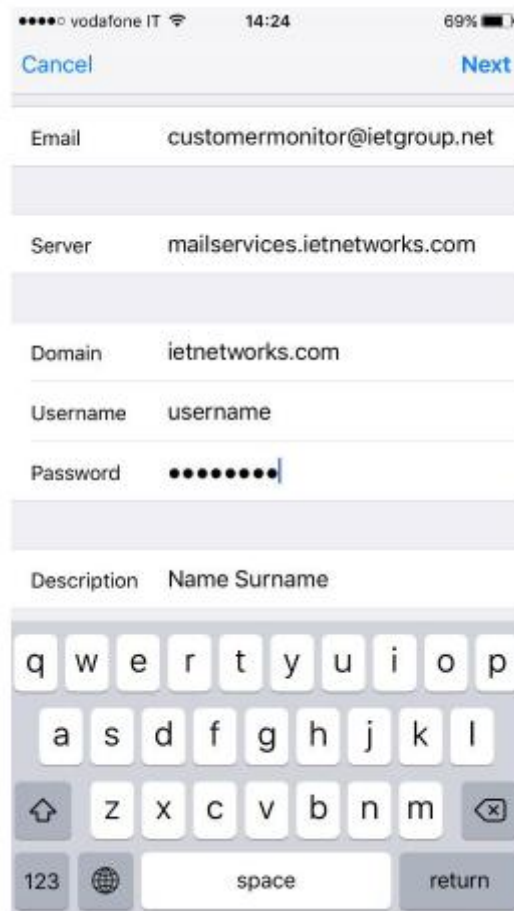 vodafone IT 14:24 69%
Cancel Next
Email customermonitor@ietgroup.net
Server mailservices.ietnetworks.com
Domain ietnetworks.com
Username username
Password ••••••••
Description Name Surname
q w e r t y u i o p
a s d f g h j k l
z x c v b n m
123 space return